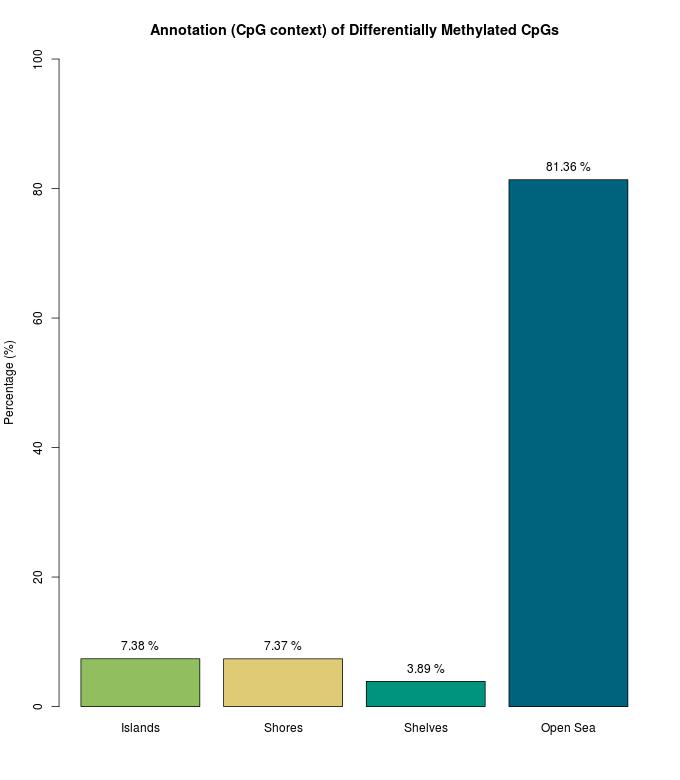 Annotation (CpG context) of Differentially Methylated CpGs
Percentage (%)
100
80
60
40
20
0
7.38 %
7.37 %
3.89 %
81.36 %
Islands
Shores
Shelves
Open Sea